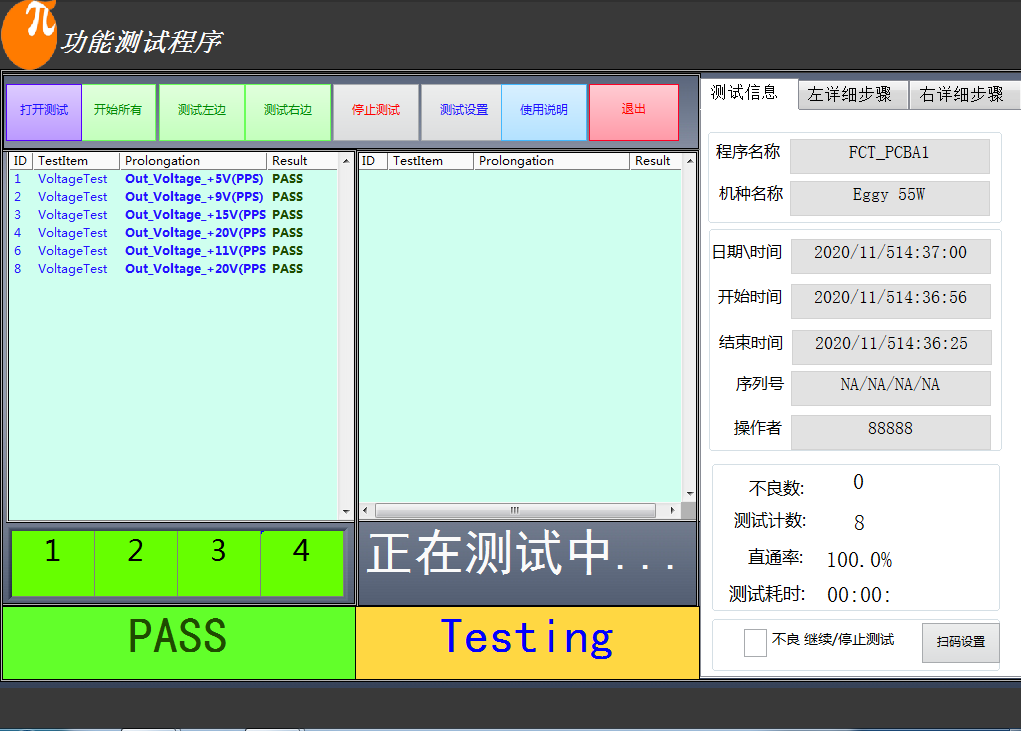 π
功能测试程序
打开测试 开始所有 测试左边 测试右边 停止测试 测试设置 使用说明 退出
ID TestItem Prolongation Result
1 VoltageTest Out_Voltage_+5V(PPS) PASS
2 VoltageTest Out_Voltage_+9V(PPS) PASS
3 VoltageTest Out_Voltage_+15V(PPS PASS
4 VoltageTest Out_Voltage_+20V(PPS PASS
6 VoltageTest Out_Voltage_+11V(PPS PASS
8 VoltageTest Out_Voltage_+20V(PPS PASS
1 2 3 4
PASS
ID TestItem Prolongation Result
正在测试中...
Testing
测试信息 左详细步骤 右详细步骤
程序名称 FCT_PCBA1
机种名称 Eggy 55W
日期\时间 2020/11/514:37:00
开始时间 2020/11/514:36:56
结束时间 2020/11/514:36:25
序列号 NA/NA/NA/NA
操作者 88888
不良数: 0
测试计数: 8
直通率: 100.0%
测试耗时: 00:00:
不良 继续/停止测试 扫码设置